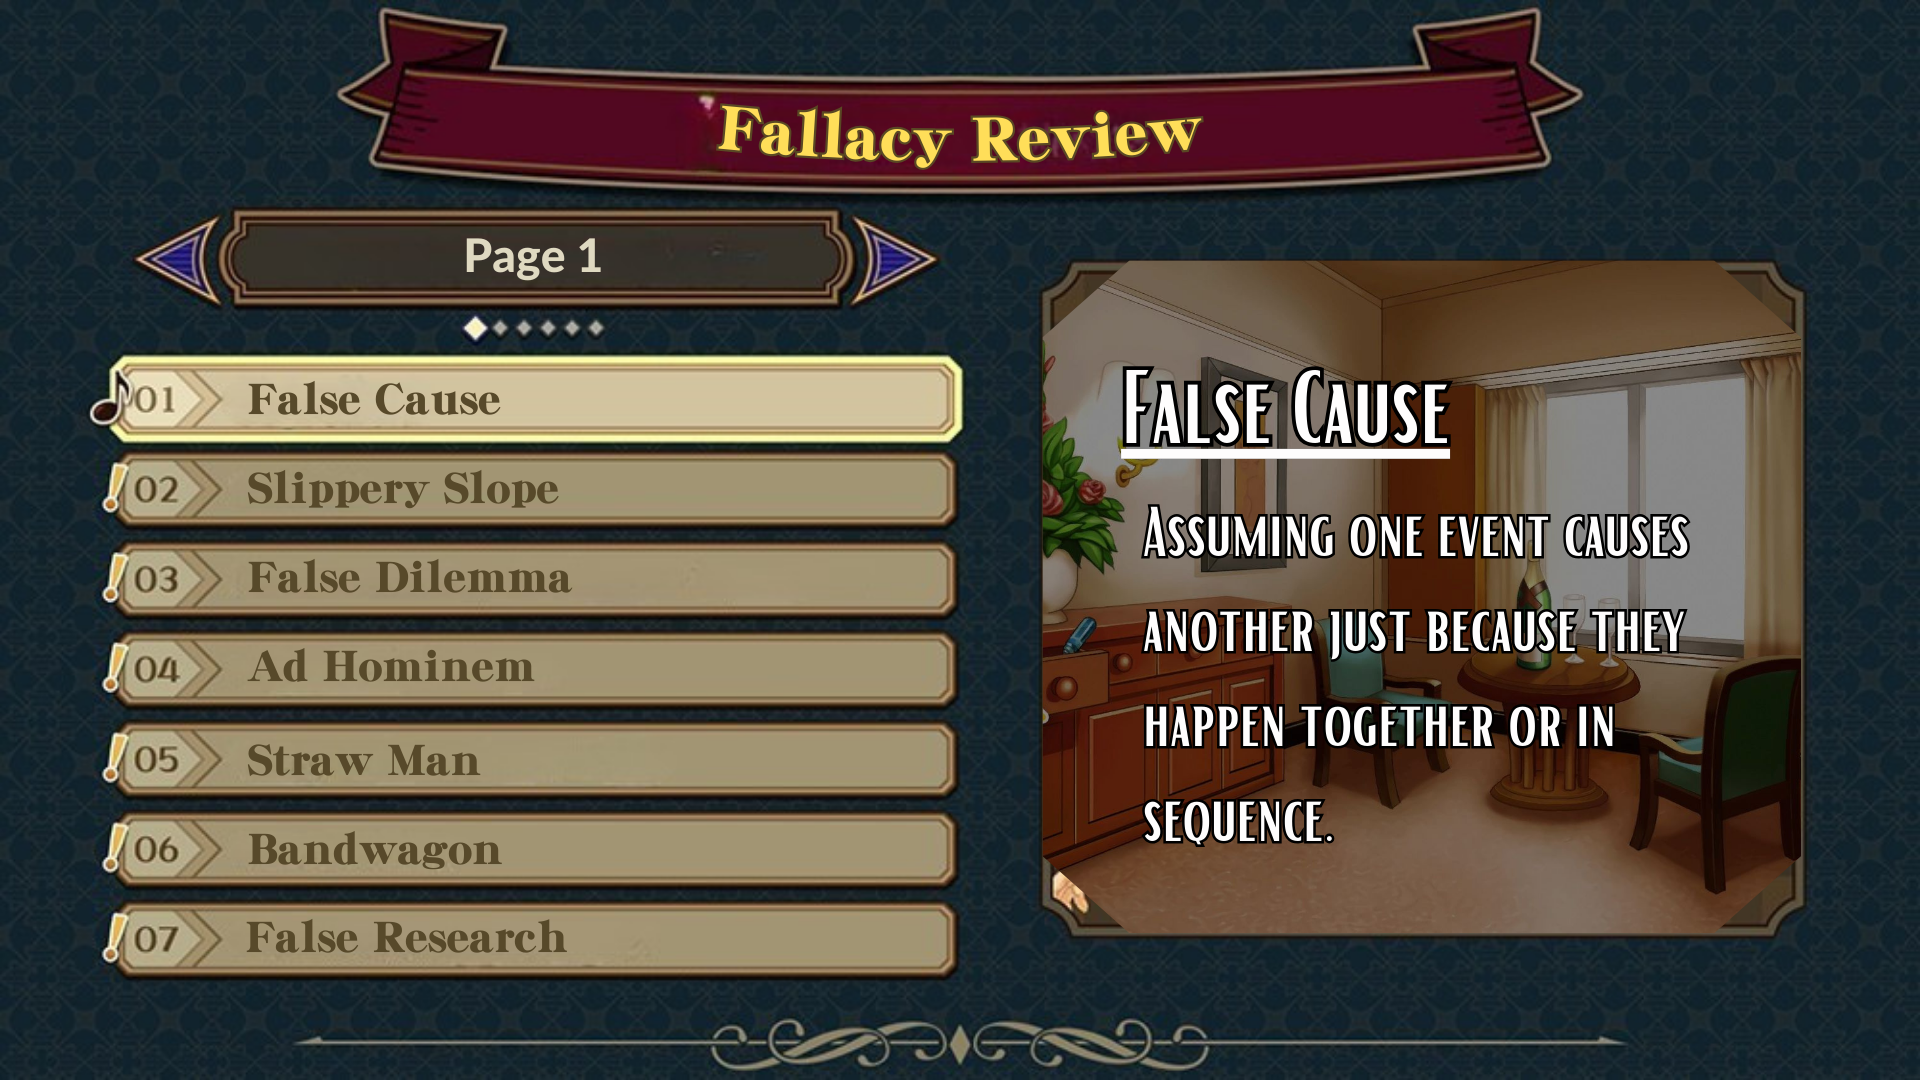 Fallacy Review
Page 1
01 False Cause
02 Slippery Slope
03 False Dilemma
04 Ad Hominem
05 Straw Man
06 Bandwagon
07 False Research
False Cause
Assuming one event causes
another just because they
happen together or in
sequence.